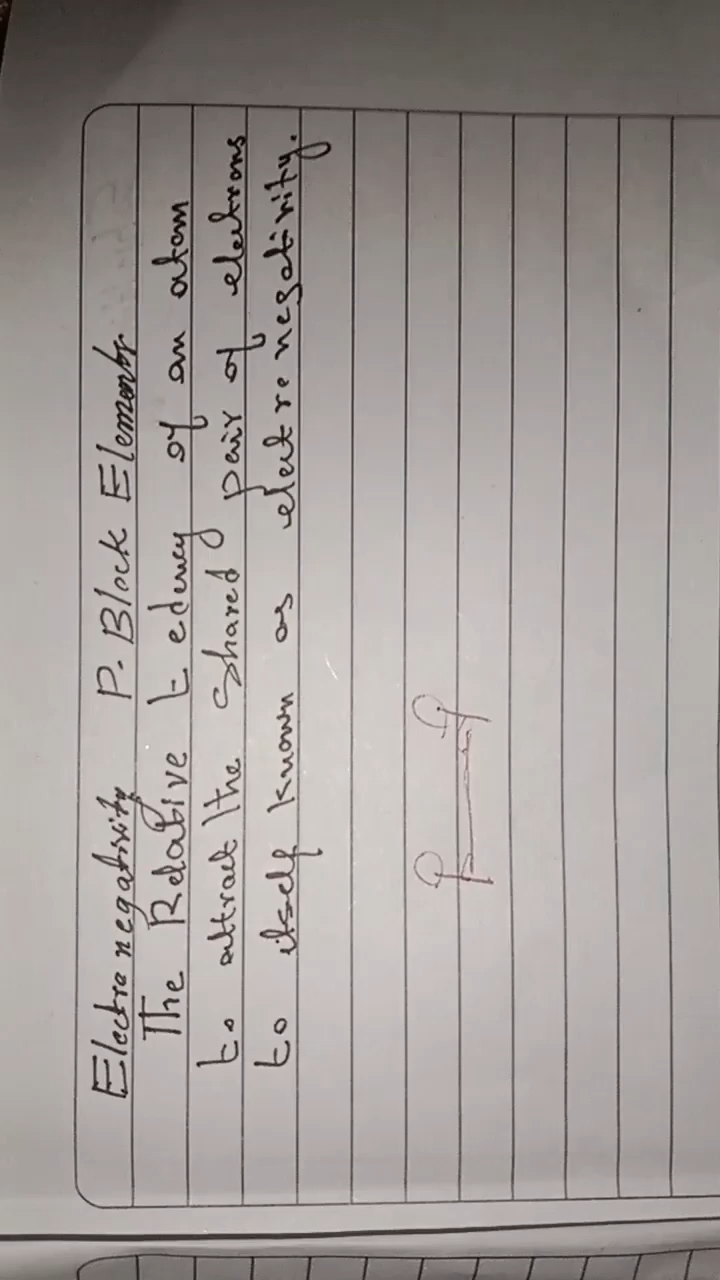 Electronegativity P. Block Elements
The Relative tedency of an atom
to attract the shared pair of electrons
to itself known as electronegativity.